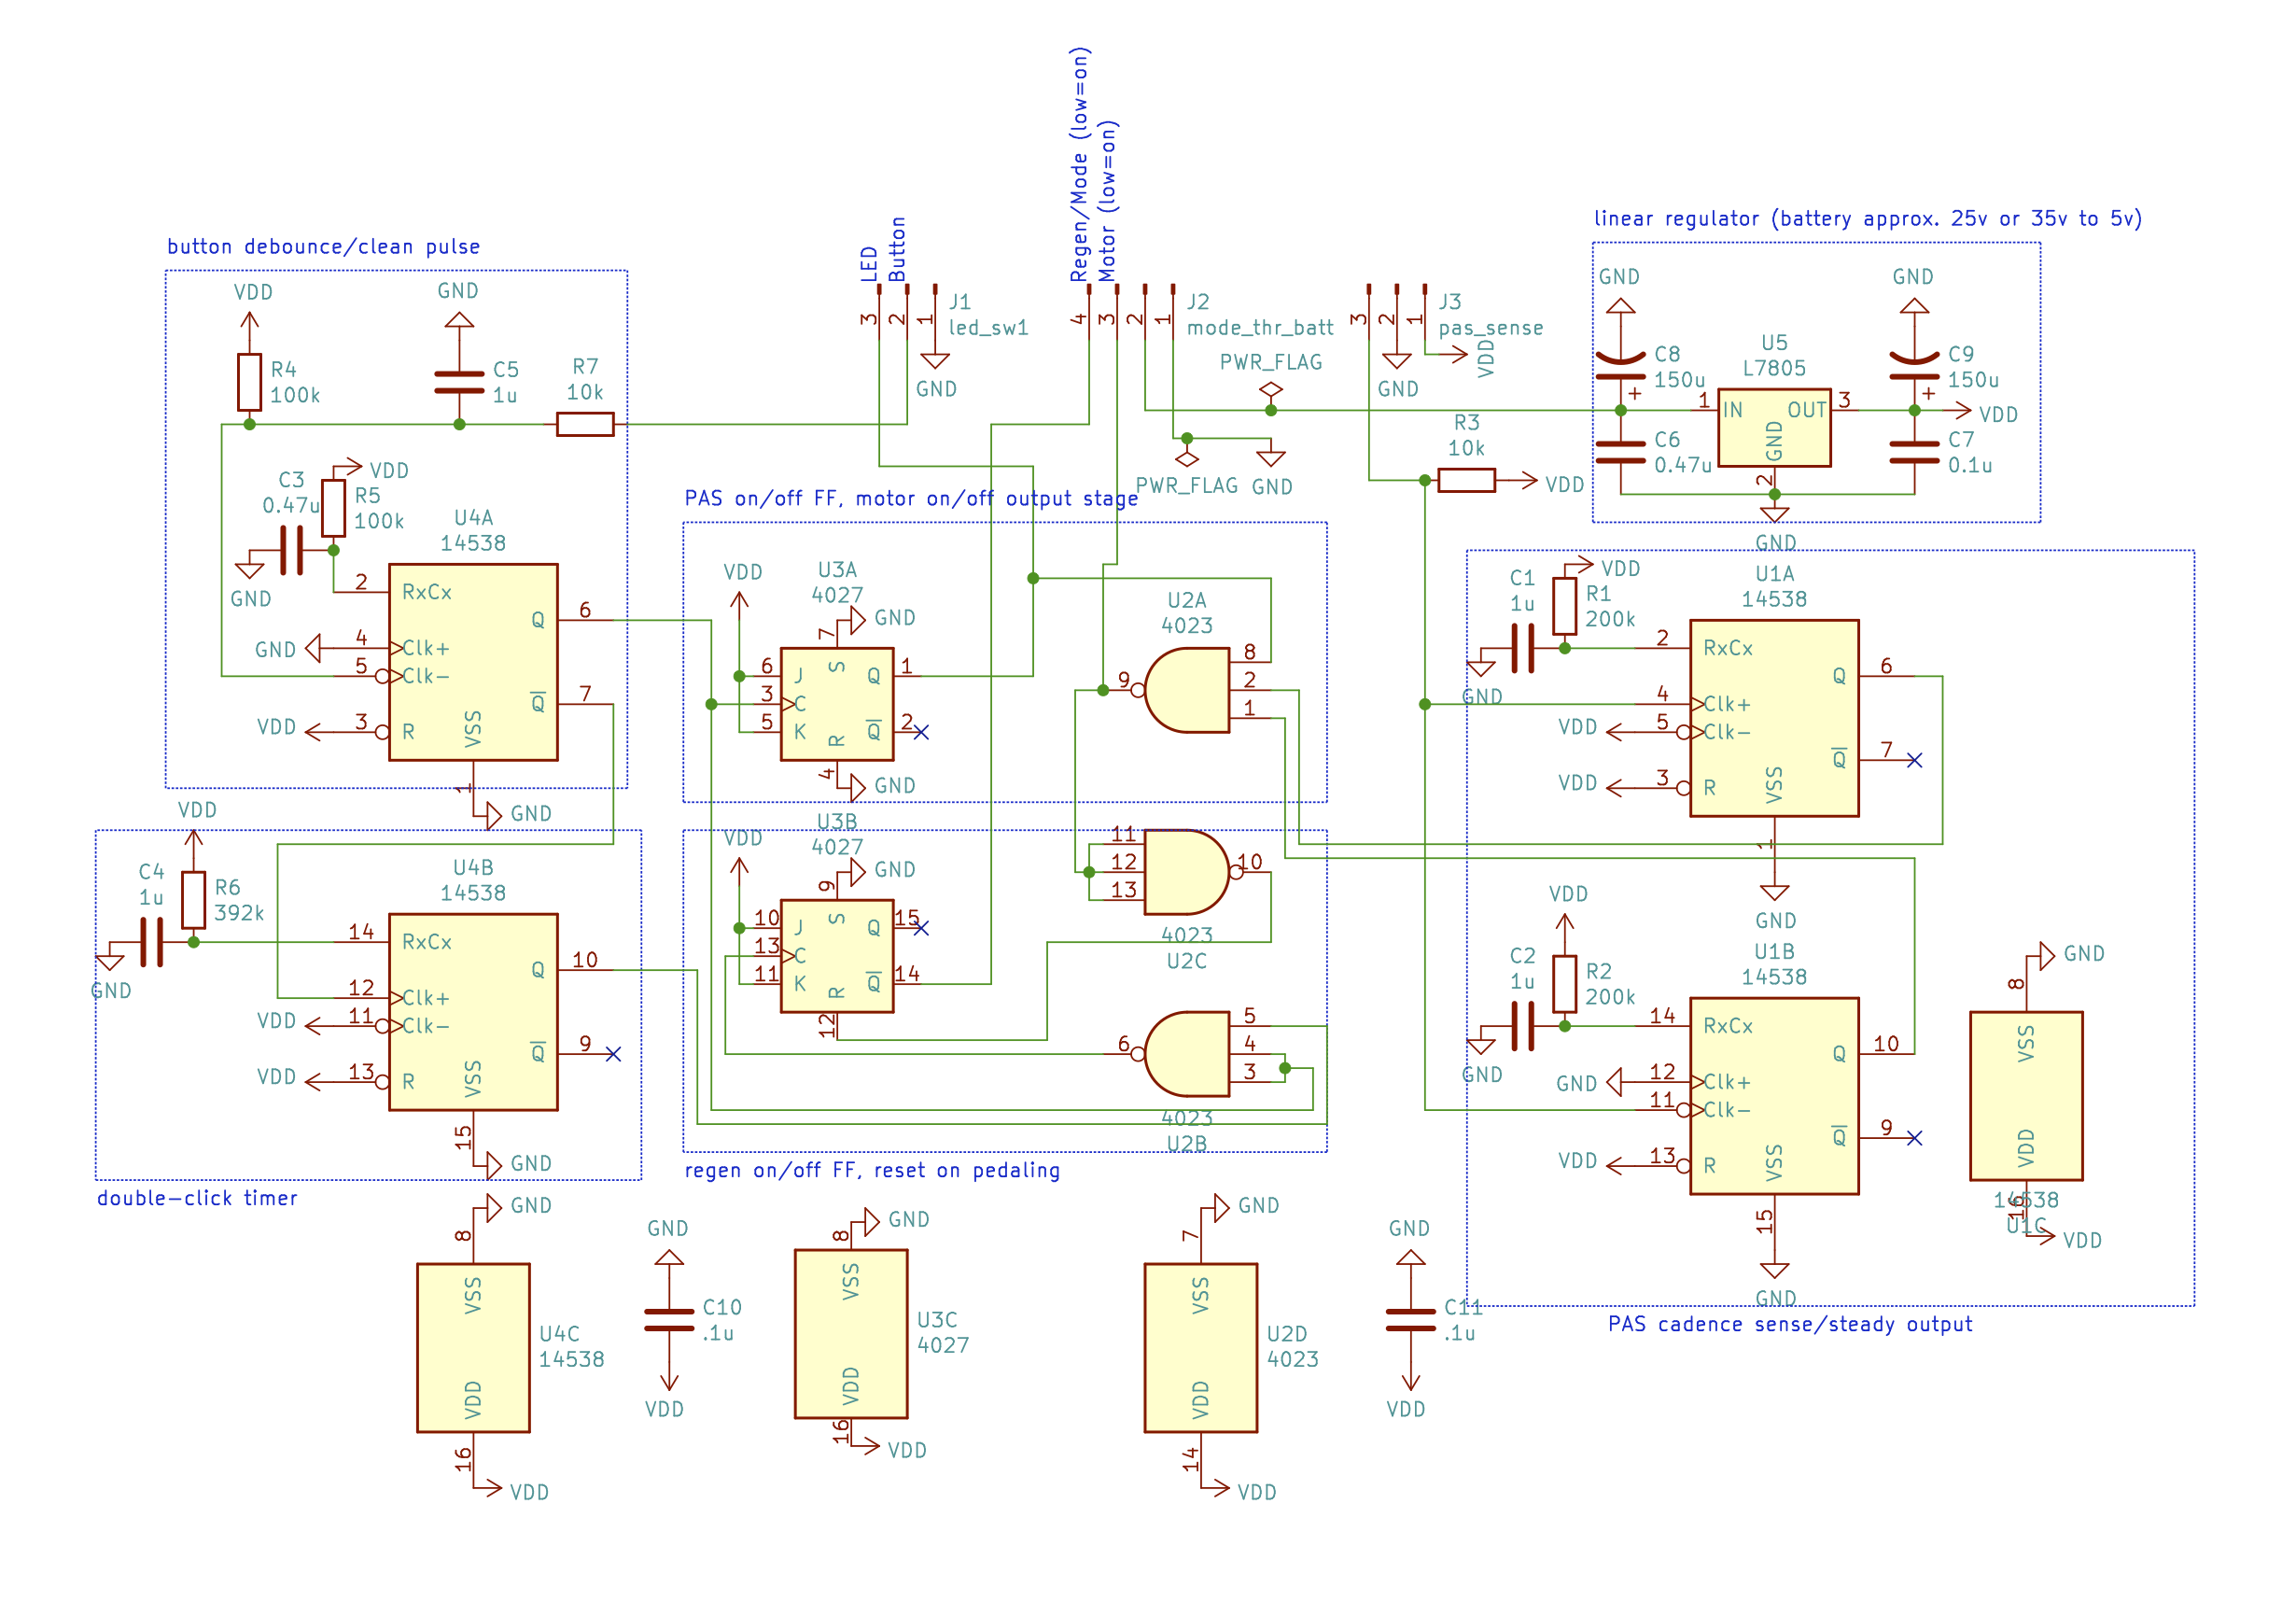 Regen/Mode (low=on)
Motor (low=on)
LED
Button
linear regulator (battery approx. 25v or 35v to 5v)
button debounce/clean pulse
VDD
R4
100k
GND
C5
1u
R7
10k
3
2
1
J1
led_sw1
GND
4
3
2
1
J2
mode_thr_batt
PWR_FLAG
PWR_FLAG
GND
3
2
1
J3
pas_sense
GND
VDD
R3
10k
VDD
GND
C8
150u
+
C6
0.47u
U5
L7805
1
IN
OUT
3
GND
2
GND
GND
C9
150u
+
VDD
C7
0.1u
C3
0.47u
GND
VDD
R5
100k
U4A
14538
2
RxCx
GND
4
Clk+
5
Clk-
VDD
3
R
VSS
1
GND
Q
6
Q
7
PAS on/off FF, motor on/off output stage
VDD
U3A
4027
7
GND
S
6
J
3
C
5
K
Q
1
Q
2
R
4
GND
U2A
4023
9
8
2
1
C1
1u
GND
VDD
R1
200k
U1A
14538
2
RxCx
4
Clk+
VDD
5
Clk-
VDD
3
R
VSS
1
GND
Q
6
Q
7
VDD
C4
1u
GND
R6
392k
U4B
14538
14
RxCx
12
Clk+
VDD
11
Clk-
VDD
13
R
VSS
15
GND
Q
10
Q
9
double-click timer
VDD
U3B
4027
9
GND
S
10
J
13
C
11
K
Q
15
Q
14
R
12
11
12
13
10
4023
U2C
6
5
4
3
4023
U2B
regen on/off FF, reset on pedaling
VDD
C2
1u
GND
R2
200k
U1B
14538
14
RxCx
GND
12
Clk+
11
Clk-
VDD
13
R
VSS
15
GND
Q
10
Q
9
GND
8
VSS
VDD
16
14538
U1C
VDD
PAS cadence sense/steady output
GND
8
VSS
VDD
16
U4C
14538
VDD
GND
C10
.1u
VDD
GND
8
VSS
VDD
16
U3C
4027
VDD
GND
7
VSS
VDD
14
U2D
4023
VDD
GND
C11
.1u
VDD